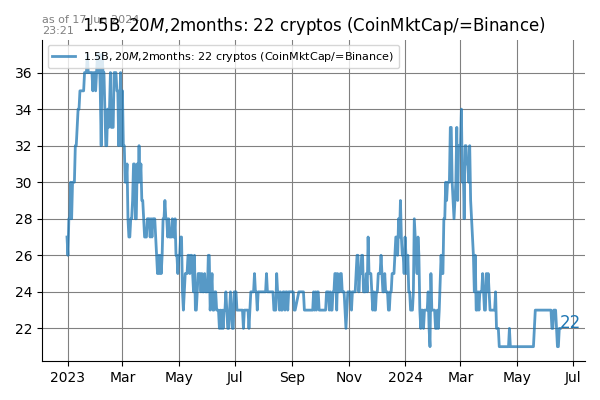 as of 17 Jun 2024
23:21
1.5B, 20M,2months: 22 cryptos (CoinMktCap/=Binance)
1.5B, 20M,2months: 22 cryptos (CoinMktCap/=Binance)
36
34
32
30
28
26
24
22
22
2023 Mar May Jul Sep Nov 2024 Mar May Jul